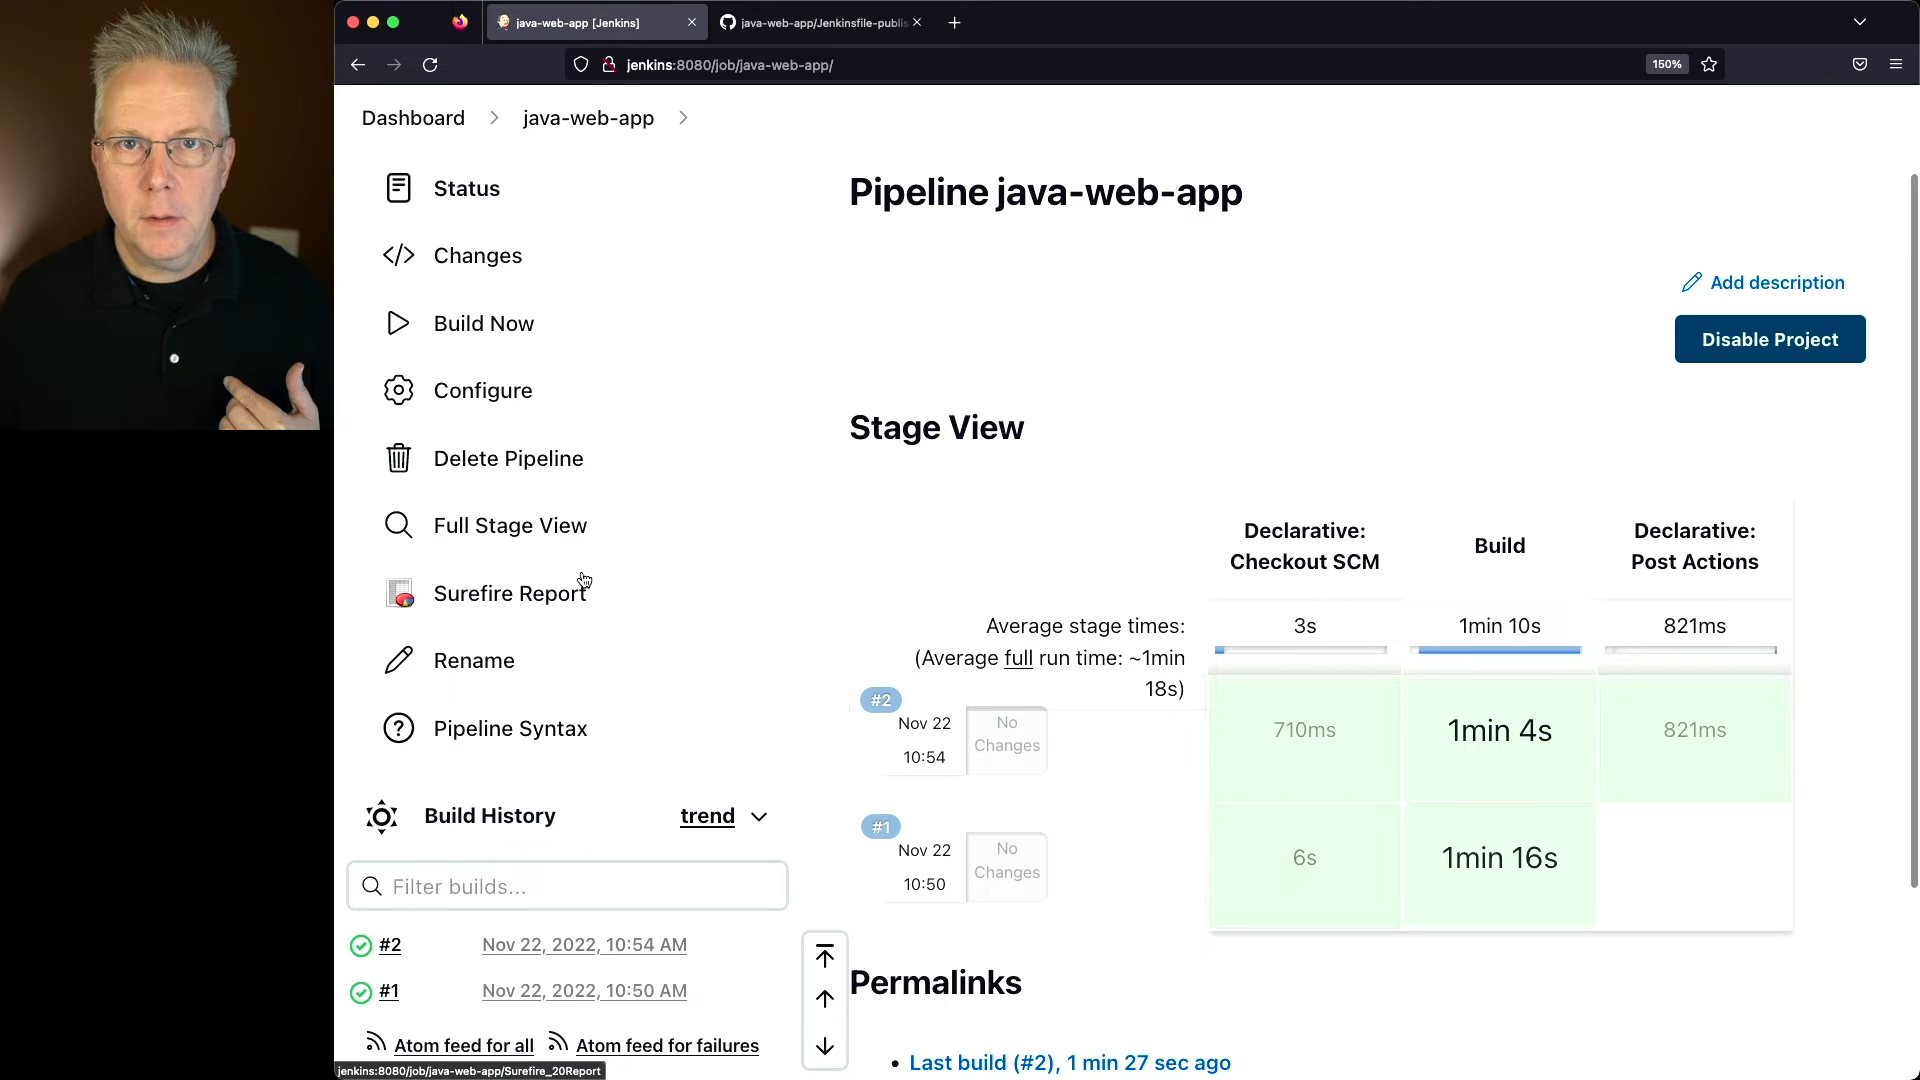 java-web-app [Jenkins]
java-web-app/Jenkinsfile-publis
jenkins:8080/job/java-web-app/
150%
Dashboard
java-web-app
Status
Changes
Build Now
Configure
Delete Pipeline
Full Stage View
Surefire Report
Rename
Pipeline Syntax
Build History
trend
Filter builds...
#2 Nov 22, 2022, 10:54 AM
#1 Nov 22, 2022, 10:50 AM
Atom feed for all Atom feed for failures
jenkins:8080/job/java-web-app/Surefire_20Report
Pipeline java-web-app
Add description
Disable Project
Stage View
Declarative:
Checkout SCM
Build
Declarative:
Post Actions
Average stage times:
(Average full run time: ~1min
18s)
3s
1min 10s
821ms
#2
Nov 22
10:54
No
Changes
710ms
1min 4s
821ms
#1
Nov 22
10:50
No
Changes
6s
1min 16s
Permalinks
• Last build (#2), 1 min 27 sec ago